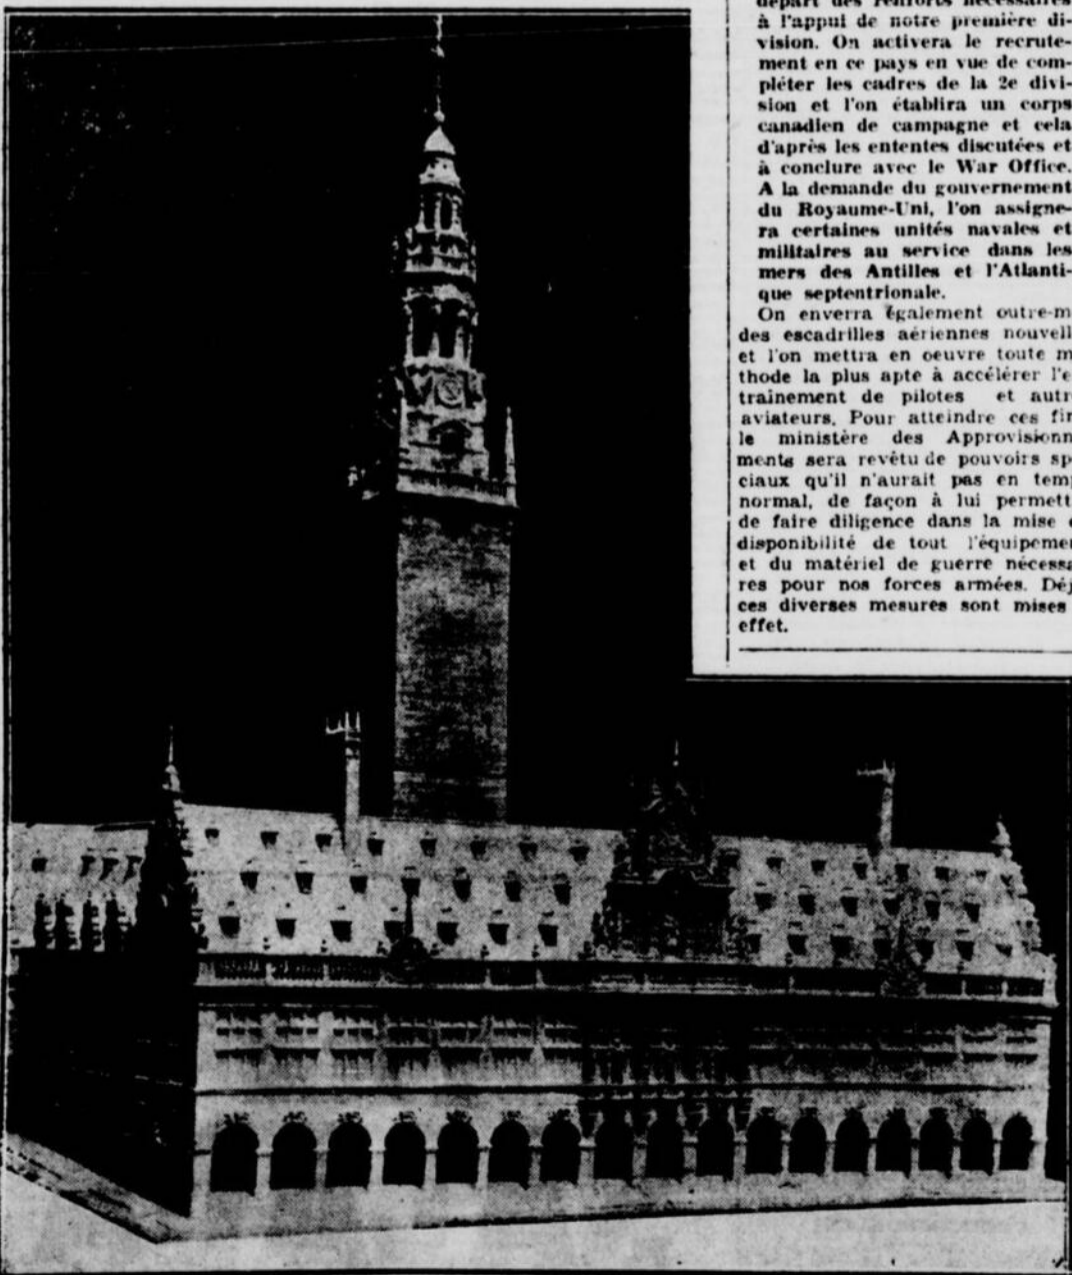 départ des renforts nécessaires
à l'appui de notre première di-
vision. On activera le recrute-
ment en ce pays en vue de com-
pléter les cadres de la 2e divi-
sion et l'on établira un corps
canadien de campagne et cela
d'après les ententes discutées et
à conclure avec le War Office.
A la demande du gouvernement
du Royaume-Uni, l'on assigne-
ra certaines unités navales et
militaires au service dans les
mers des Antilles et l'Atlanti-
que septentrionale.
On enverra également outre-m
des escadrilles aériennes nouvell
et l'on mettra en oeuvre toute m
thode la plus apte à accélérer l'e
traînement de pilotes et autr
aviateurs. Pour atteindre ces fin
le ministère des Approvisionn
ments sera revêtu de pouvoirs sp
ciaux qu'il n'aurait pas en temp
normal, de façon à lui permett
de faire diligence dans la mise e
disponibilité de tout l'équipemen
et du matériel de guerre nécessa
res pour nos forces armées. Déj
ces diverses mesures sont mises
effet.